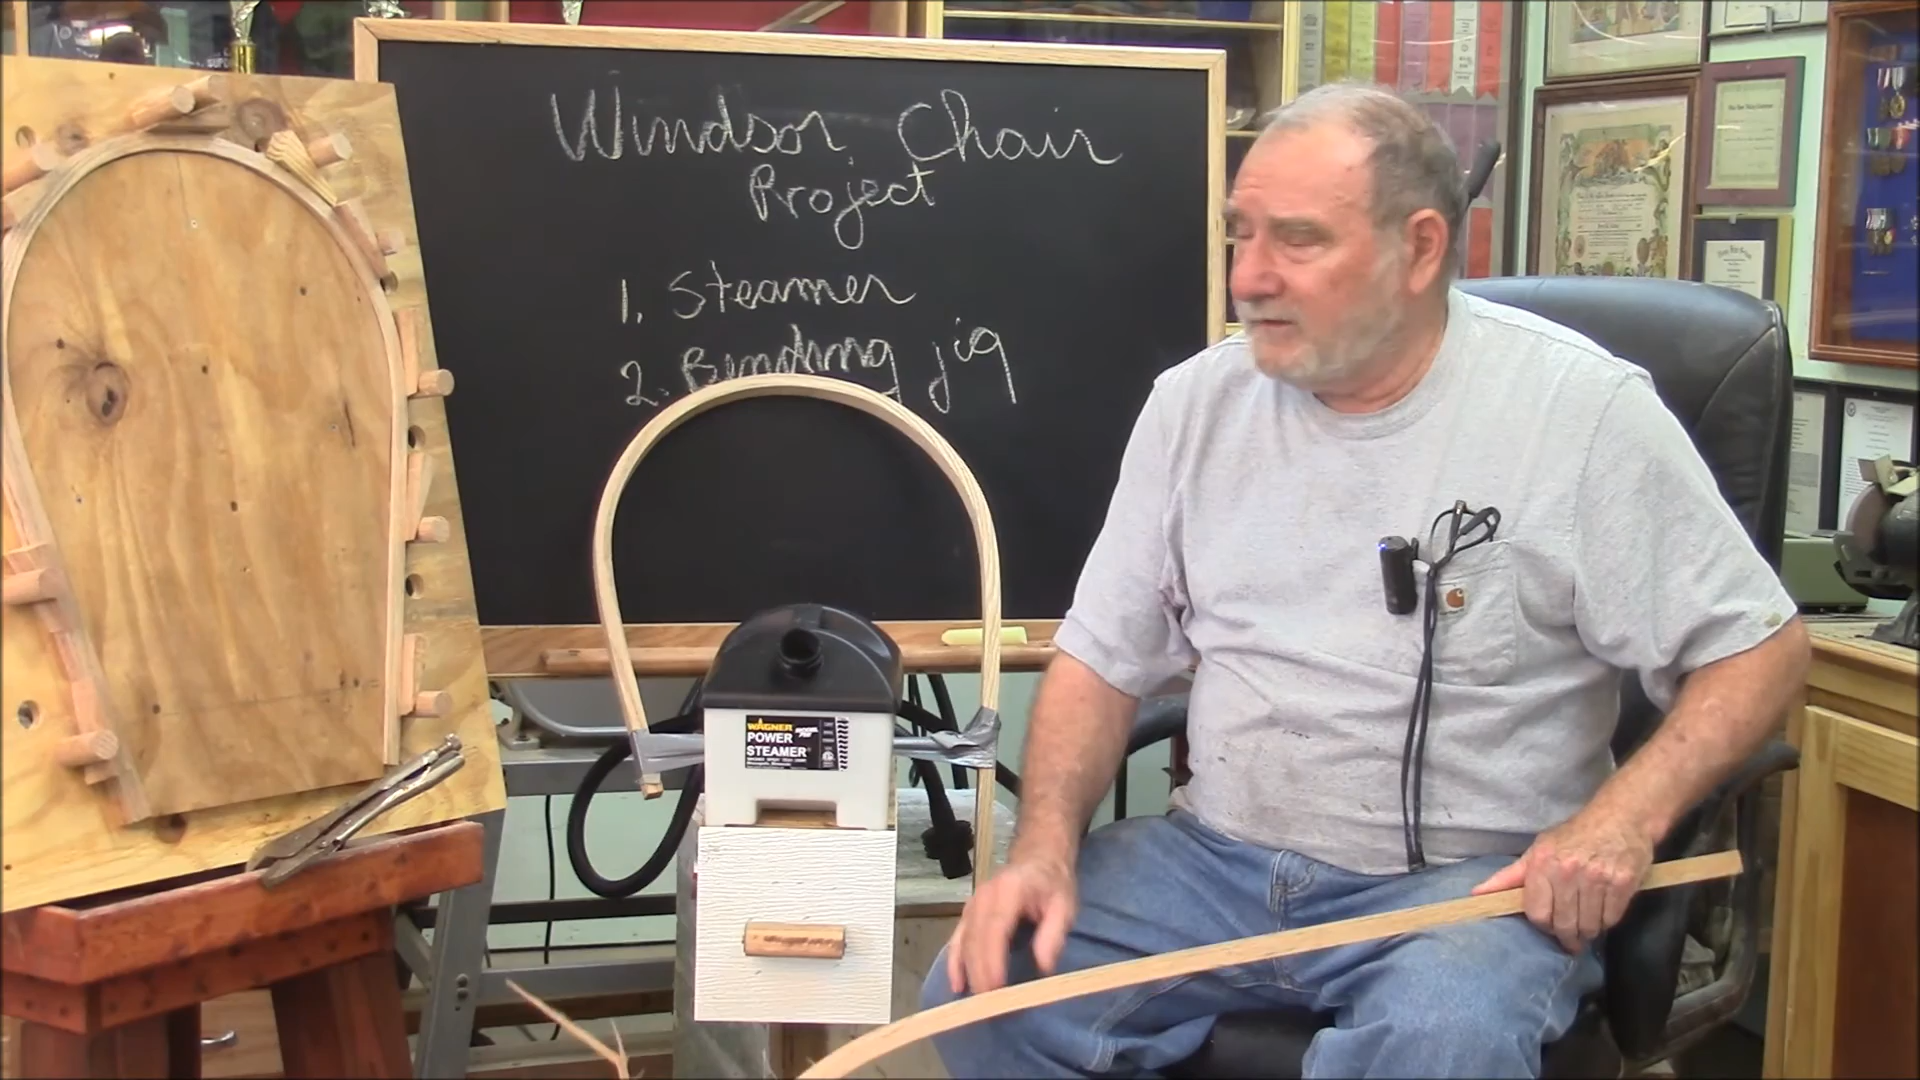 Windsor Chair
Project
1. Steamer
2. Bending jig
WAGNER
POWER
STEAMER